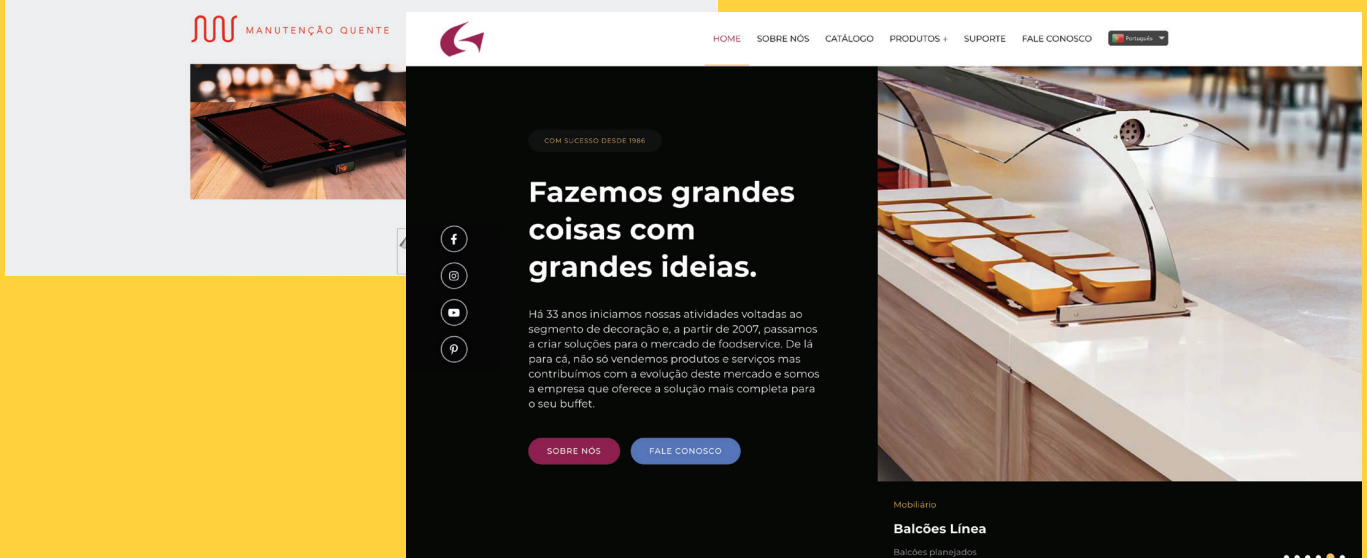 MANUTENÇÃO QUENTE
HOME SOBRE NÓS CATÁLOGO PRODUTOS + SUPORTE FALE CONOSCO Português
COM SUCESSO DESDE 1986
Fazemos grandes
coisas com
grandes ideias.
Há 33 anos iniciamos nossas atividades voltadas ao
segmento de decoração e, a partir de 2007, passamos
a criar soluções para o mercado de foodservice. De lá
para cá, não só vendemos produtos e serviços mas
contribuímos com a evolução deste mercado e somos
a empresa que oferece a solução mais completa para
o seu buffet.
SOBRE NÓS FALE CONOSCO
Mobiliário
Balcões Línea
Balcões planejados